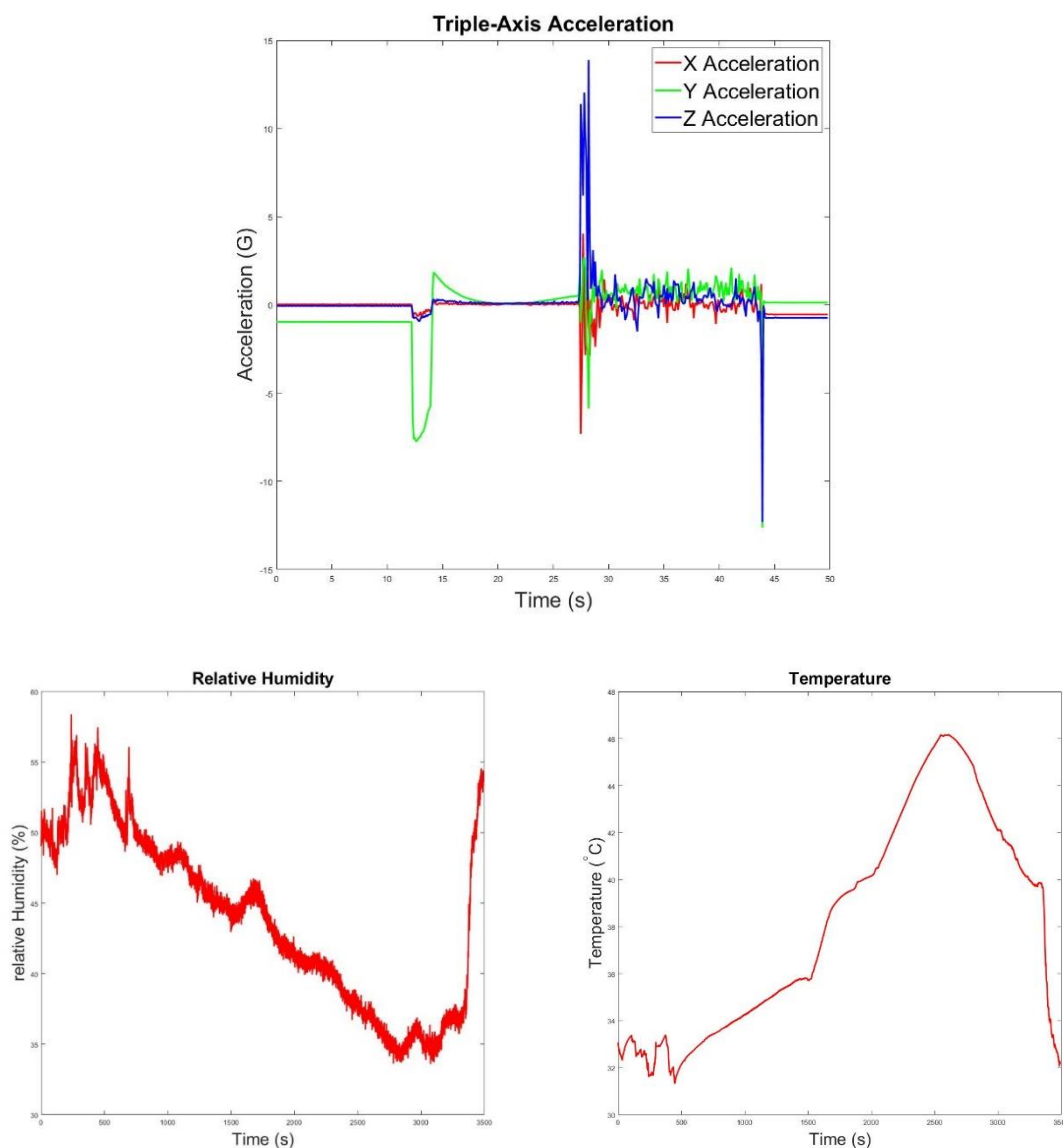 Triple-Axis Acceleration
15
10
5
0
-5
-10
-15
Acceleration (G)
X Acceleration
Y Acceleration
Z Acceleration
0 5 10 15 20 25 30 35 40 45 50
Time (s)
Relative Humidity
60
55
50
45
40
35
30
relative Humidity (%)
0 500 1000 1500 2000 2500 3000 3500
Time (s)
Temperature
48
46
44
42
40
38
36
34
32
30
Temperature (°C)
0 500 1000 1500 2000 2500 3000 3500
Time (s)